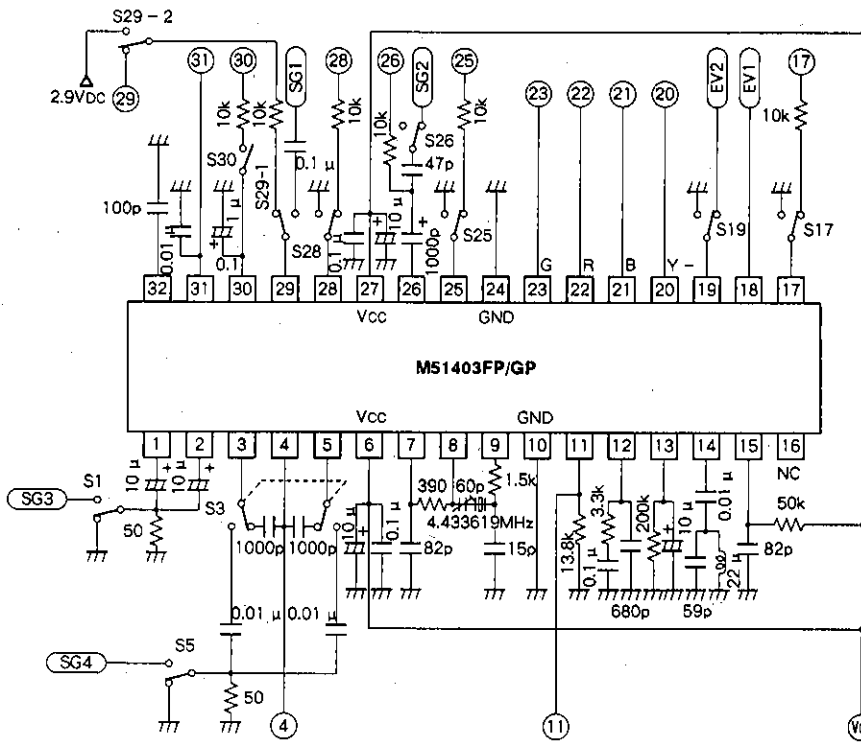 S29-2
2.9VDC
29
31
30
SG1
28
26
SG2
25
23
22
21
20
EV2
EV1
17
10k
10k
10k
10k
10k
10k
S30
S29-1
0.1 μ
S28
S26
47p
100p
0.01 μ
1 μ
+
0.1
0.1 μ
10 μ
+
1000p
+
S25
S19
S17
G
R
B
Y-
32
31
30
29
28
27
26
25
24
23
22
21
20
19
18
17
VCC
GND
M51403FP/GP
VCC
GND
1
2
3
4
5
6
7
8
9
10
11
12
13
14
15
16
NC
SG3
S1
10 μ
+
10 μ
+
50
S3
1000p
1000p
10 μ
+
0.1 μ
390
60p
4.433619MHz
82p
1.5k
15p
13.8k
3.3k
0.1 μ
680p
200k
+
10 μ
0.01 μ
59p
22 μ
82p
50k
0.01 μ
0.01 μ
SG4
S5
50
4
11